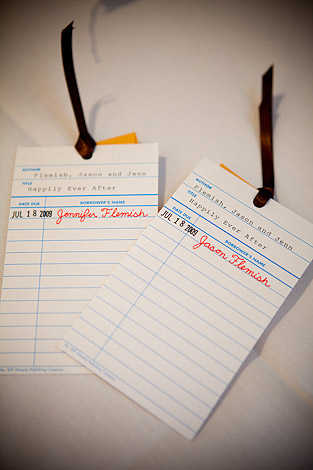 AUTHOR
Flemish, Jason and Jenn
TITLE
Happily Ever After
DATE DUE BORROWER'S NAME
JUL 18 2009 Jennifer Flemish
AUTHOR
Flemish, Jason and Jenn
TITLE
Happily Ever After
DATE DUE BORROWER'S NAME
JUL 18 2009 Jason Flemish